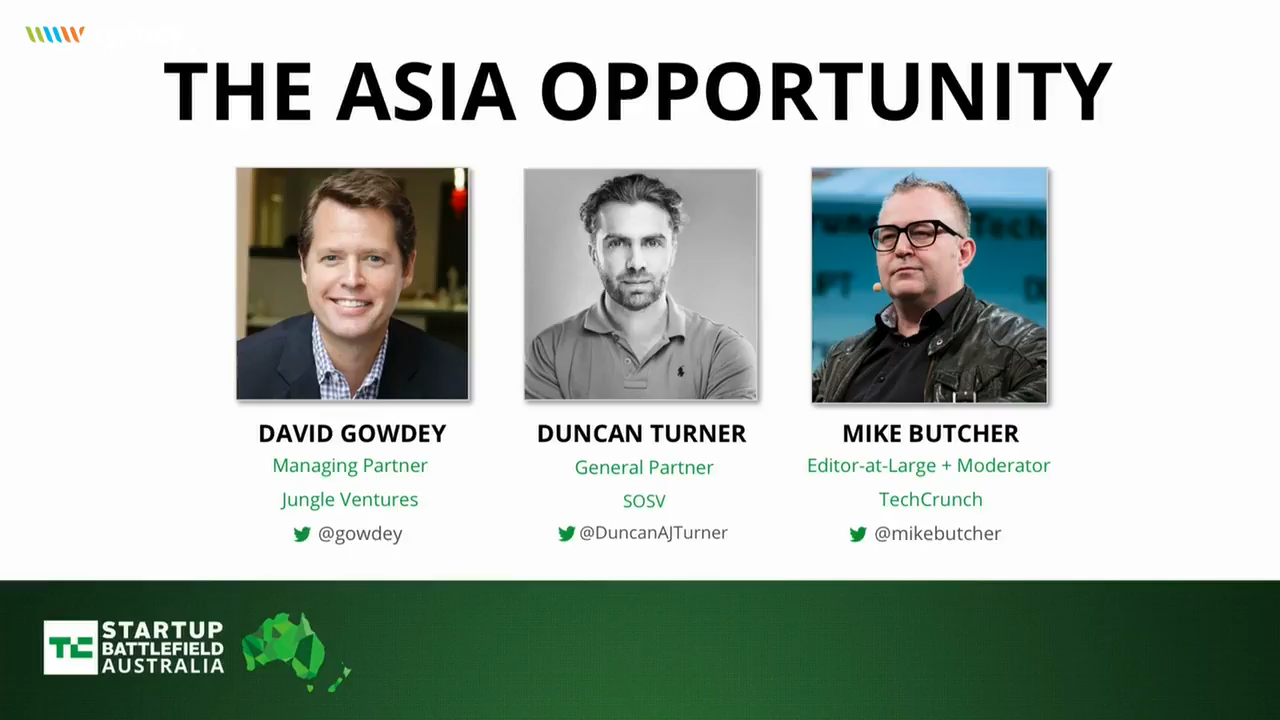 THE ASIA OPPORTUNITY
DAVID GOWDEY
Managing Partner
Jungle Ventures
@gowdey
DUNCAN TURNER
General Partner
SOSV
@DuncanAJTurner
MIKE BUTCHER
Editor-at-Large + Moderator
TechCrunch
@mikebutcher
TC
STARTUP
BATTLEFIELD
AUSTRALIA